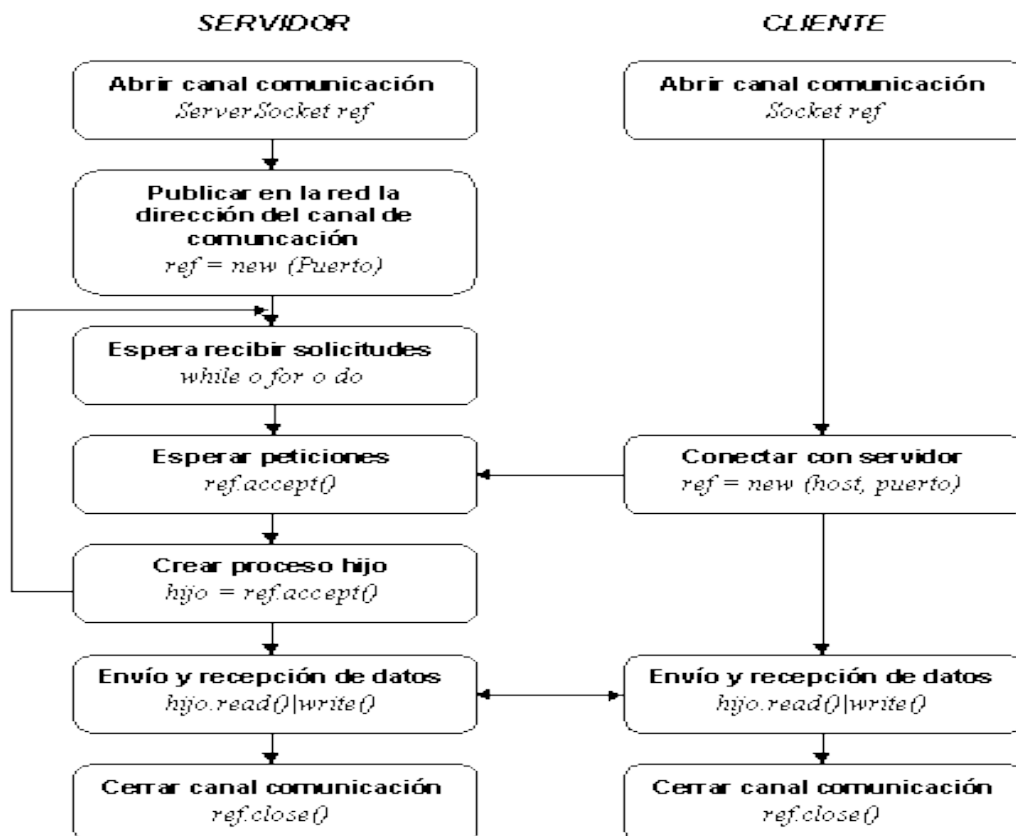 SERVIDOR
CLIENTE
Abrir canal comunicación
ServerSocket ref
Abrir canal comunicación
Socket ref
Publicar en la red la
dirección del canal de
comuncación
ref = new (Puerto)
Espera recibir solicitudes
while o for o do
Esperar peticiones
ref.accept()
Conectar con servidor
ref = new (host, puerto)
Crear proceso hijo
hijo = ref.accept()
Envío y recepción de datos
hijo.read()|write()
Envío y recepción de datos
hijo.read()|write()
Cerrar canal comunicación
ref.close()
Cerrar canal comunicación
ref.close()